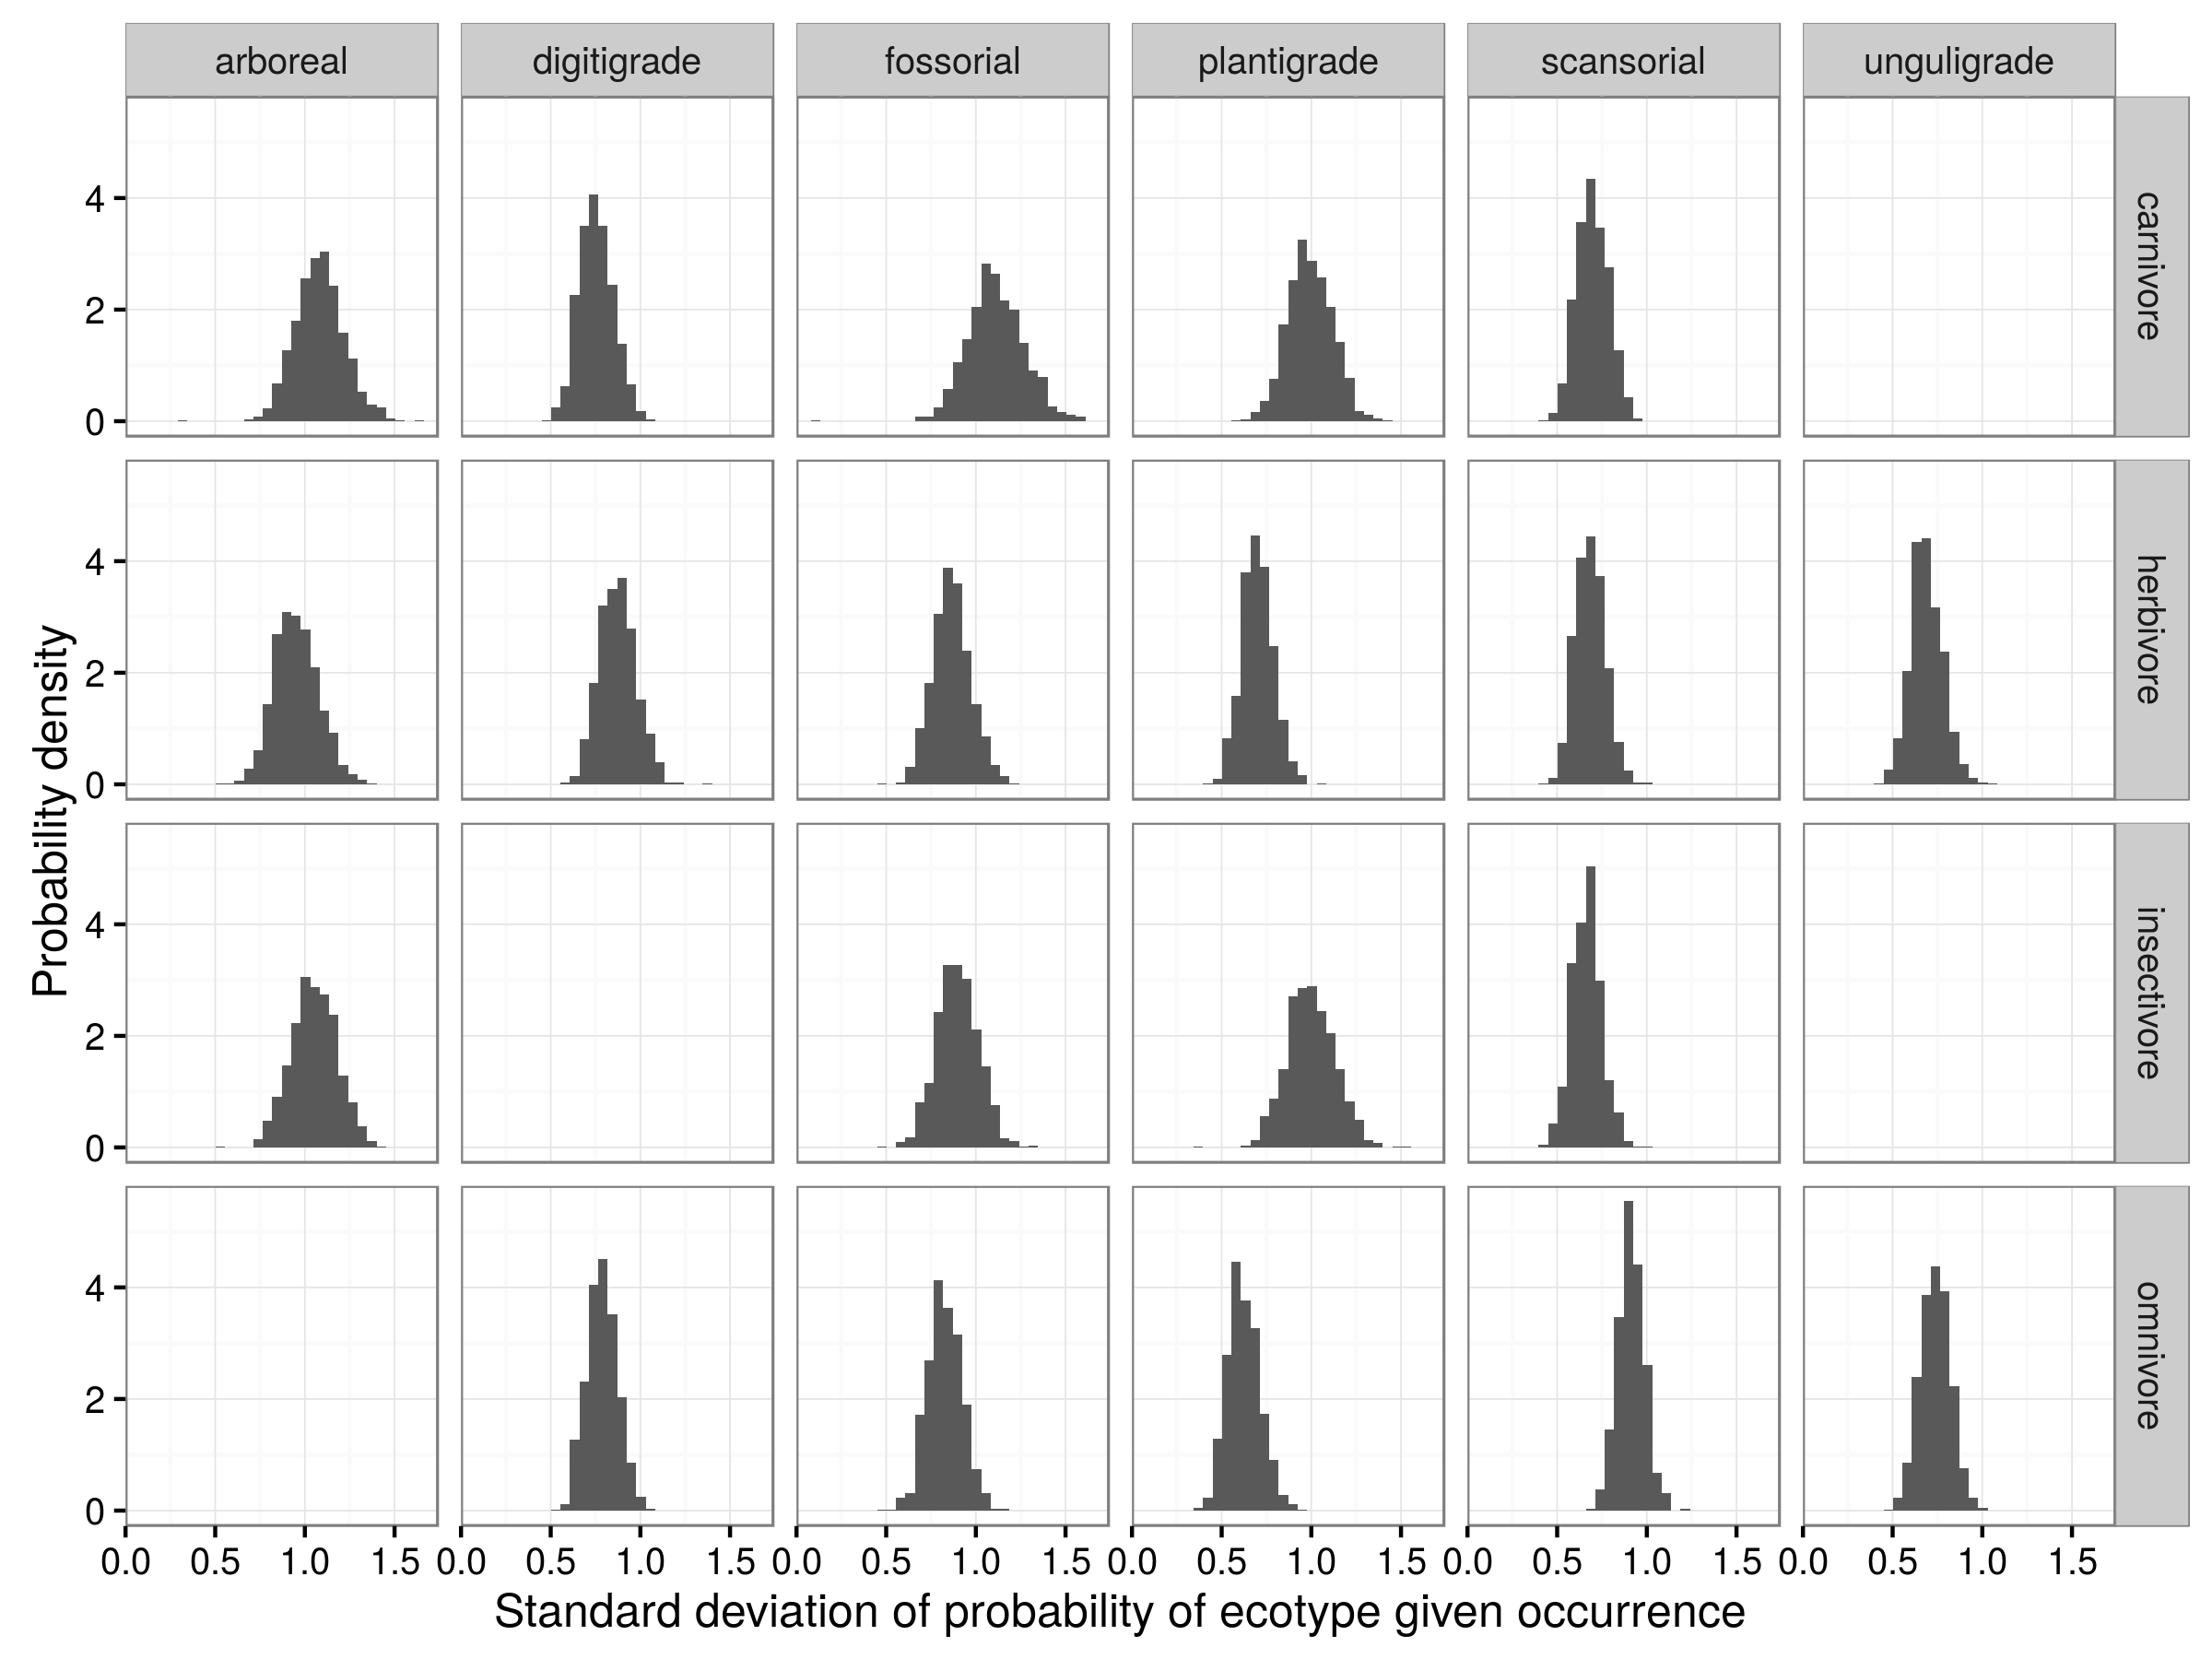 arboreal digitigrade fossorial plantigrade scansorial unguligrade
carnivore
4
2
0
herbivore
4
2
0
insectivore
4
2
0
omnivore
4
2
0
Probability density
0.0 0.5 1.0 1.5 0.0 0.5 1.0 1.5 0.0 0.5 1.0 1.5 0.0 0.5 1.0 1.5 0.0 0.5 1.0 1.5 0.0 0.5 1.0 1.5
Standard deviation of probability of ecotype given occurrence